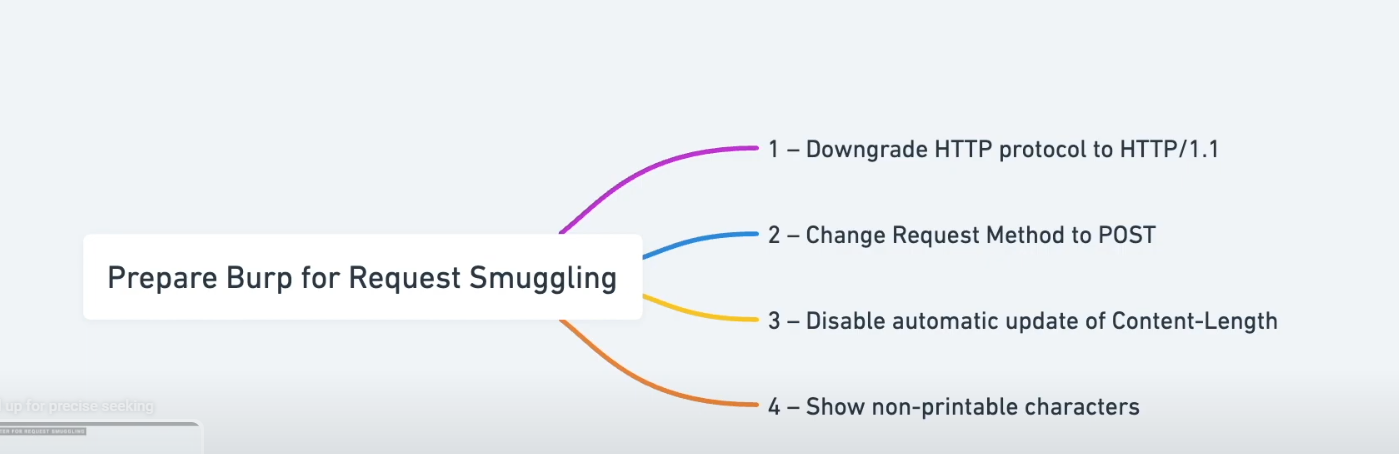 1 – Downgrade HTTP protocol to HTTP/1.1
2 – Change Request Method to POST
Prepare Burp for Request Smuggling
3 – Disable automatic update of Content-Length
4 – Show non-printable characters
up for precise seeking
FOR REQUEST SMUGGLING